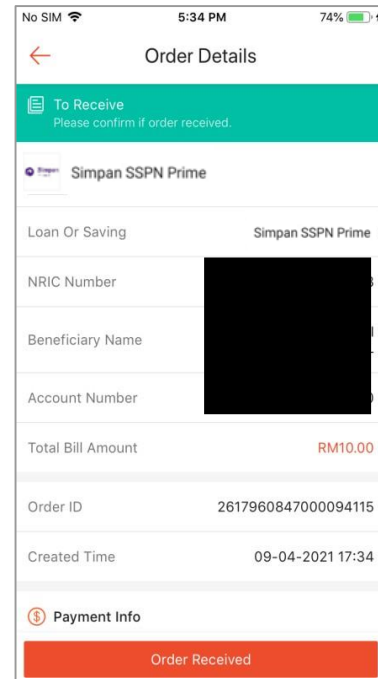 No SIM 5:34 PM 74%
Order Details
To Receive
Please confirm if order received.
Simpan Simpan SSPN Prime
Loan Or Saving Simpan SSPN Prime
NRIC Number
Beneficiary Name
Account Number
Total Bill Amount RM10.00
Order ID 2617960847000094115
Created Time 09-04-2021 17:34
Payment Info
Order Received